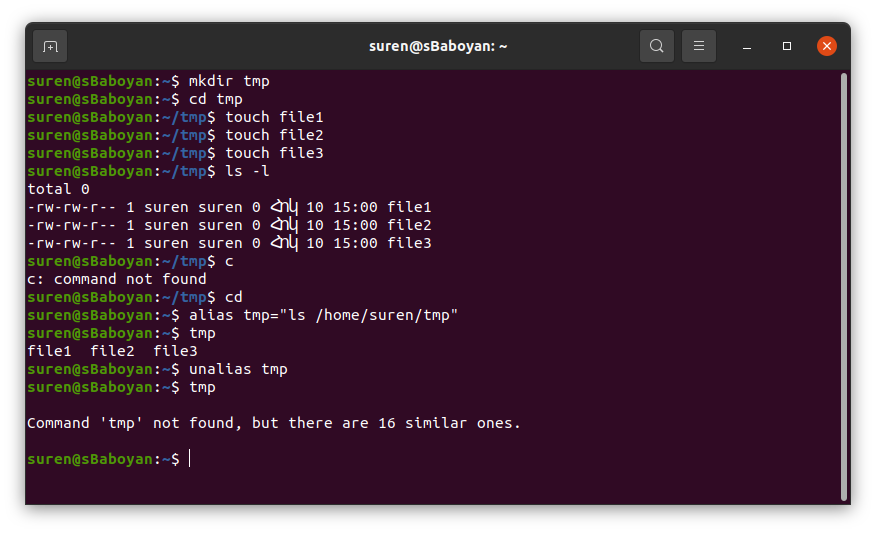 suren@sBaboyan: ~
suren@sBaboyan:~$ mkdir tmp
suren@sBaboyan:~$ cd tmp
suren@sBaboyan:~/tmp$ touch file1
suren@sBaboyan:~/tmp$ touch file2
suren@sBaboyan:~/tmp$ touch file3
suren@sBaboyan:~/tmp$ ls -l
total 0
-rw-rw-r-- 1 suren suren 0 Հնվ 10 15:00 file1
-rw-rw-r-- 1 suren suren 0 Հնվ 10 15:00 file2
-rw-rw-r-- 1 suren suren 0 Հնվ 10 15:00 file3
suren@sBaboyan:~/tmp$ c
c: command not found
suren@sBaboyan:~/tmp$ cd
suren@sBaboyan:~$ alias tmp="ls /home/suren/tmp"
suren@sBaboyan:~$ tmp
file1  file2  file3
suren@sBaboyan:~$ unalias tmp
suren@sBaboyan:~$ tmp
Command 'tmp' not found, but there are 16 similar ones.
suren@sBaboyan:~$